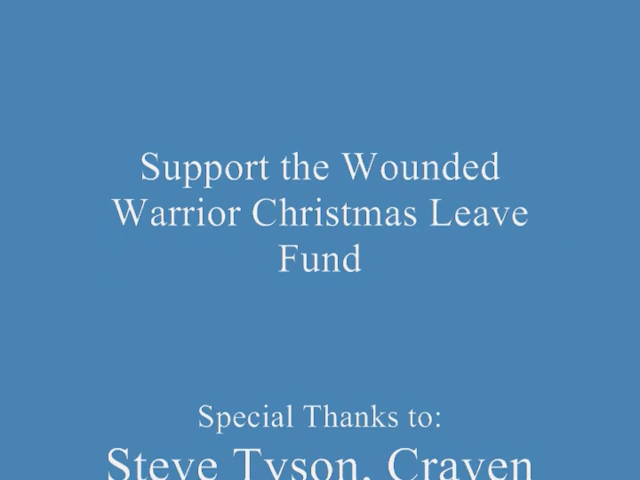 Support the Wounded
Warrior Christmas Leave
Fund
Special Thanks to:
Steve Tyson, Craven